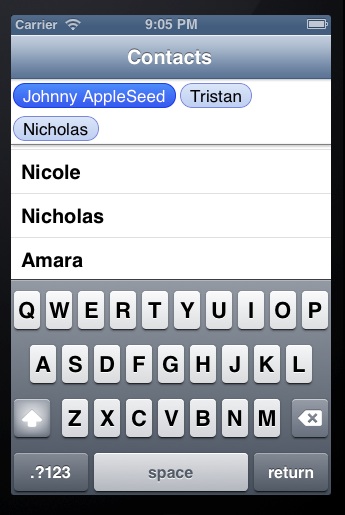 Carrier 9:05 PM
Contacts
Johnny AppleSeed Tristan
Nicholas
Nicole
Nicholas
Amara
Q W E R T Y U I O P
A S D F G H J K L
Z X C V B N M
.?123 space return